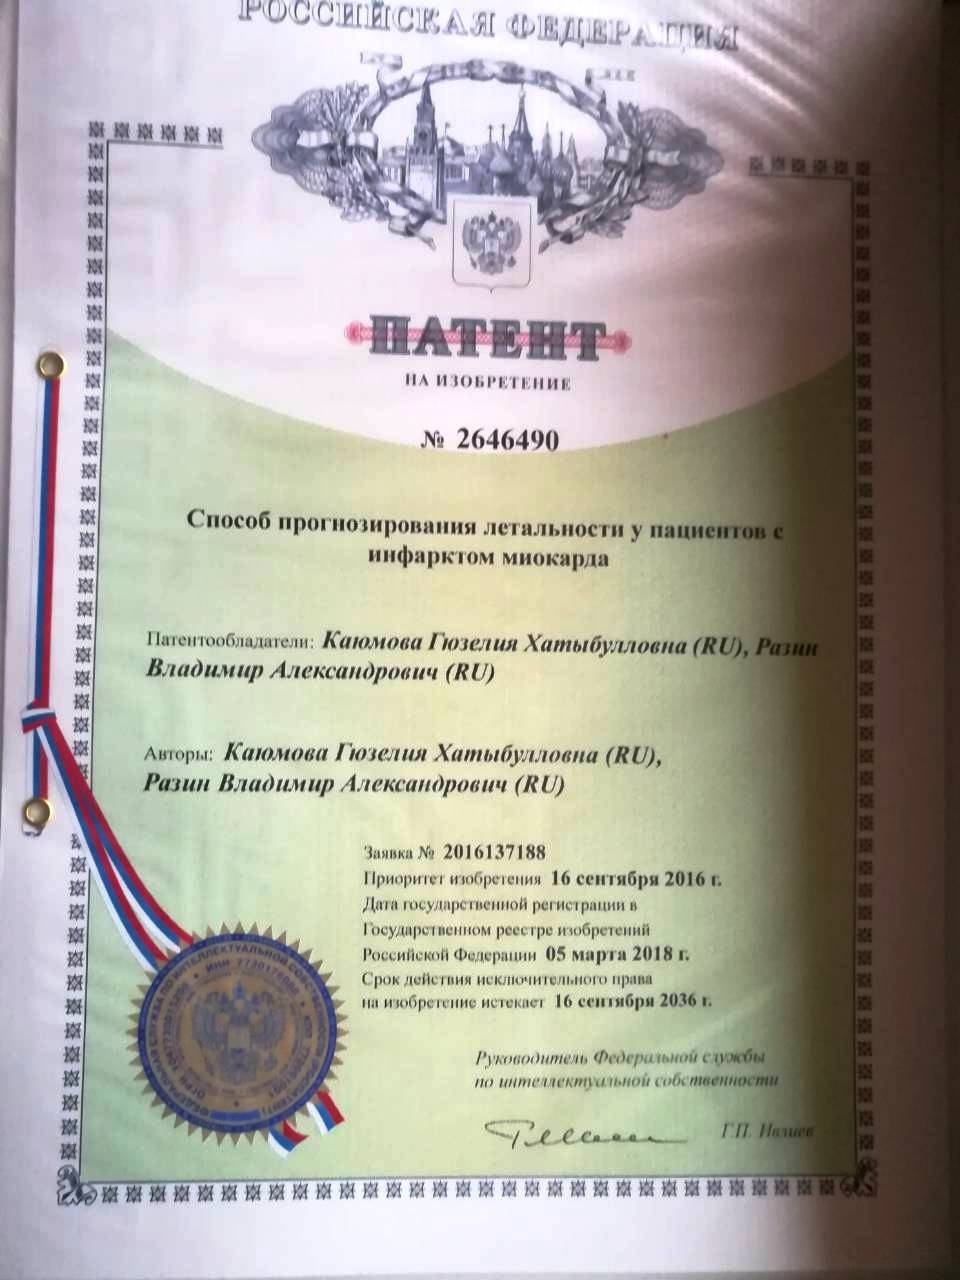 РОССИЙСКАЯ ФЕДЕРАЦИЯ
ПАТЕНТ
НА ИЗОБРЕТЕНИЕ
№ 2646490
Способ прогнозирования летальности у пациентов с
инфарктом миокарда
Патентообладатели: Каюмова Гюзелия Хатыбулловна (RU), Разин
Владимир Александрович (RU)
Авторы: Каюмова Гюзелия Хатыбулловна (RU),
Разин Владимир Александрович (RU)
Заявка № 2016137188
Приоритет изобретения 16 сентября 2016 г.
Дата государственной регистрации в
Государственном реестре изобретений
Российской Федерации 05 марта 2018 г.
Срок действия исключительного права
на изобретение истекает 16 сентября 2036 г.
Руководитель Федеральной службы
по интеллектуальной собственности
Г.П. Ивлиев